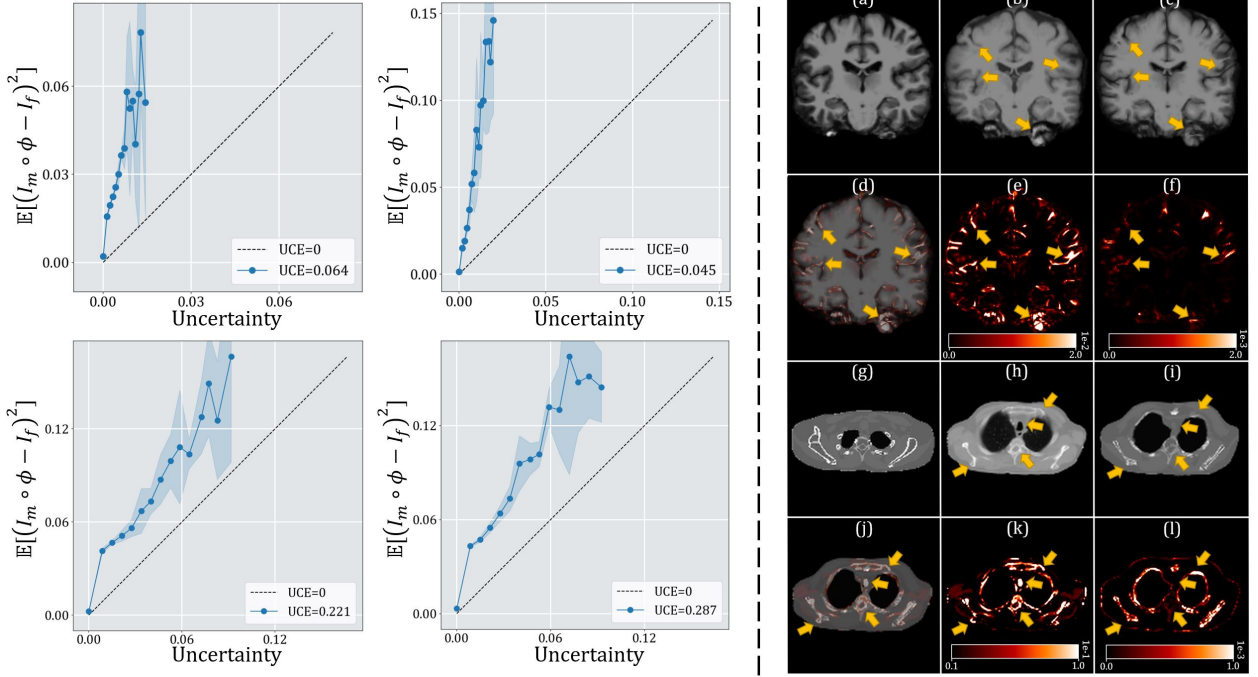 𝔼[(I_m ∘ ϕ − I_f)²]
0.06
0.03
0.00
0.00 0.03 0.06
Uncertainty
UCE=0
UCE=0.064
𝔼[(I_m ∘ ϕ − I_f)²]
0.15
0.10
0.05
0.00
0.00 0.05 0.10 0.15
Uncertainty
UCE=0
UCE=0.045
𝔼[(I_m ∘ ϕ − I_f)²]
0.12
0.06
0.00
0.00 0.06 0.12
Uncertainty
UCE=0
UCE=0.221
𝔼[(I_m ∘ ϕ − I_f)²]
0.12
0.06
0.00
0.00 0.06 0.12
Uncertainty
UCE=0
UCE=0.287
(a) (b) (c)
(d) (e) (f)
0.0 2.0 1e-2
0.0 2.0 1e-3
(g) (h) (i)
(j) (k) (l)
0.1 1.0 1e-1
0.0 1.0 1e-3